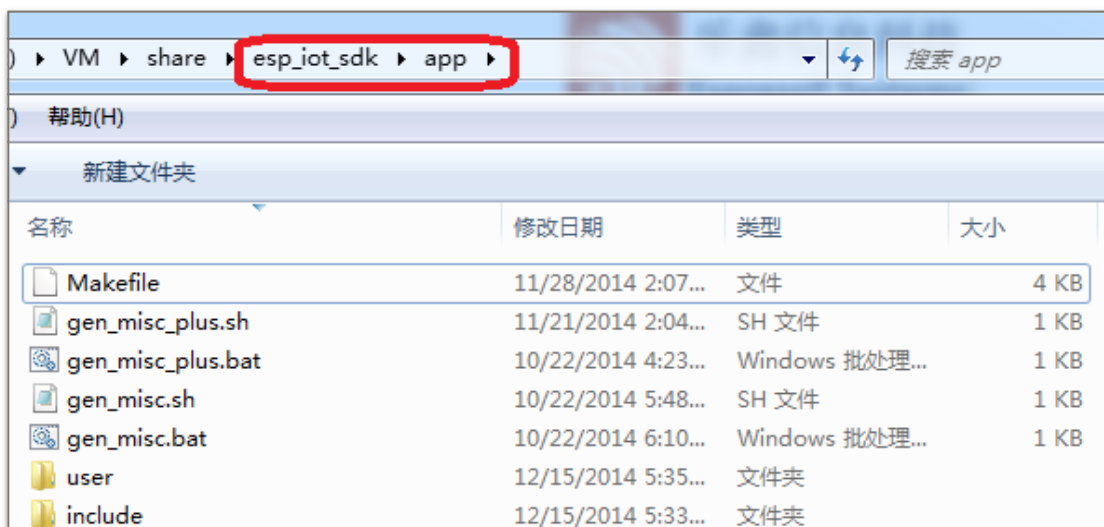 ) ▸ VM ▸ share ▸ esp_iot_sdk ▸ app ▸ 搜索 app
) 帮助(H)
新建文件夹
名称 修改日期 类型 大小
Makefile 11/28/2014 2:07... 文件 4 KB
gen_misc_plus.sh 11/21/2014 2:04... SH 文件 1 KB
gen_misc_plus.bat 10/22/2014 4:23... Windows 批处理... 1 KB
gen_misc.sh 10/22/2014 5:48... SH 文件 1 KB
gen_misc.bat 10/22/2014 6:10... Windows 批处理... 1 KB
user 12/15/2014 5:35... 文件夹
include 12/15/2014 5:33... 文件夹